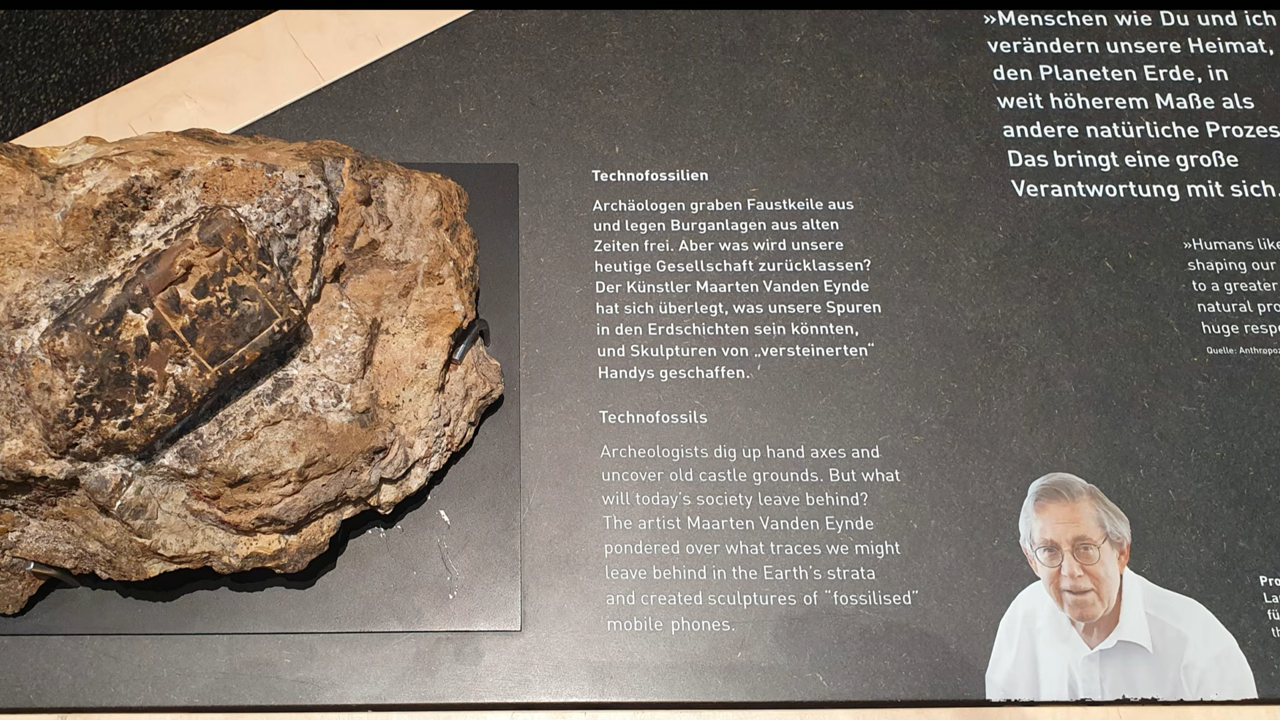 Technofossilien
Archäologen graben Faustkeile aus
und legen Burganlagen aus alten
Zeiten frei. Aber was wird unsere
heutige Gesellschaft zurücklassen?
Der Künstler Maarten Vanden Eynde
hat sich überlegt, was unsere Spuren
in den Erdschichten sein könnten,
und Skulpturen von „versteinerten“
Handys geschaffen.
Technofossils
Archeologists dig up hand axes and
uncover old castle grounds. But what
will today's society leave behind?
The artist Maarten Vanden Eynde
pondered over what traces we might
leave behind in the Earth's strata
and created sculptures of "fossilised"
mobile phones.
»Menschen wie Du und ich
verändern unsere Heimat,
den Planeten Erde, in
weit höherem Maße als
andere natürliche
Das bringt eine große
Verantwortung mit sich.
»Humans like
shaping our
to a greater
natural
huge
Quelle: